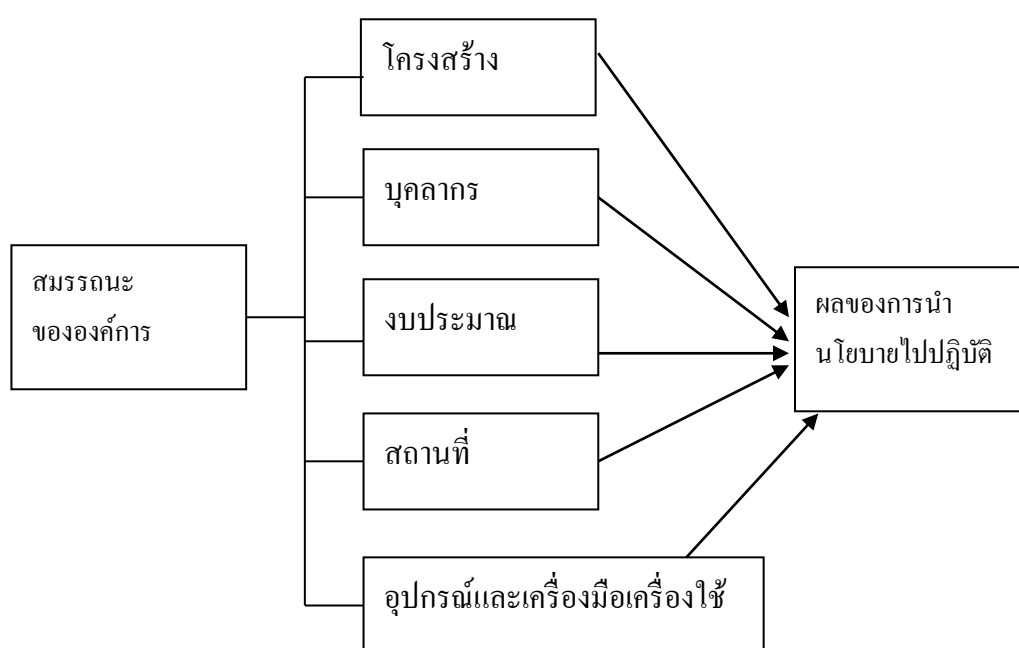 โครงสร้าง
บุคลากร
สมรรถนะ
ขององค์การ
งบประมาณ
ผลของการนำ
นโยบายไปปฏิบัติ
สถานที่
อุปกรณ์และเครื่องมือเครื่องใช้